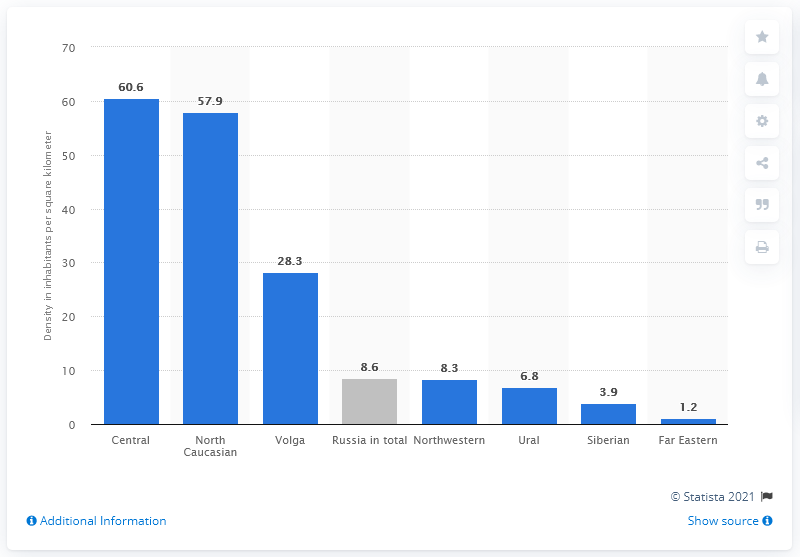 Density in inhabitants per square kilometer
70
60
50
40
30
20
10
0
60.6
57.9
28.3
8.6
8.3
6.8
3.9
1.2
Central
North
Caucasian
Volga
Russia in total
Northwestern
Ural
Siberian
Far Eastern
© Statista 2021
Additional Information
Show source